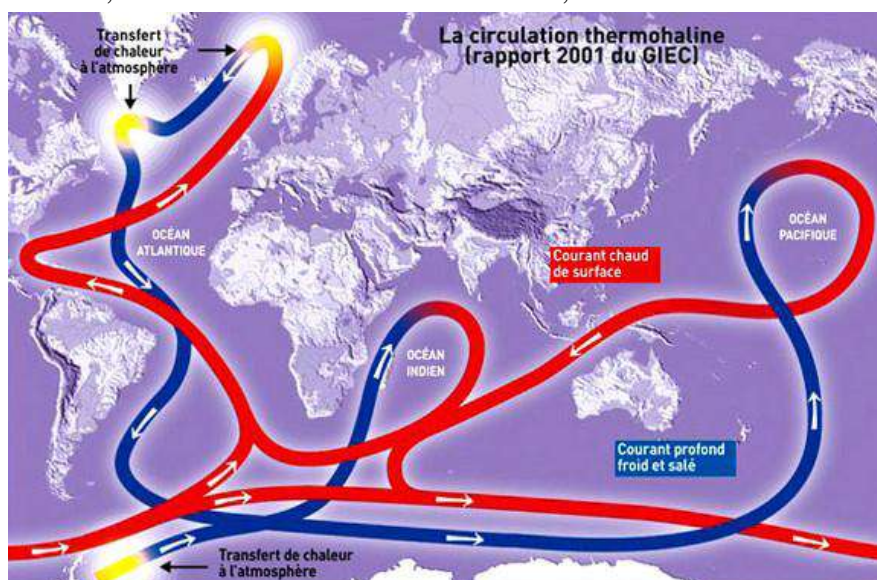 Transfert
de chaleur
à l'atmosphère
La circulation thermohaline
(rapport 2001 du GIEC)
OCÉAN
ATLANTIQUE
OCÉAN
PACIFIQUE
Courant chaud
de surface
OCÉAN
INDIEN
Courant profond
froid et salé
Transfert de chaleur
à l'atmosphère